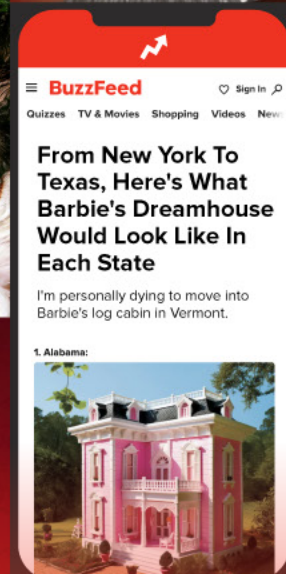 BuzzFeed
Sign In
Quizzes TV & Movies Shopping Videos News
From New York To
Texas, Here's What
Barbie's Dreamhouse
Would Look Like In
Each State
I'm personally dying to move into
Barbie's log cabin in Vermont.
1. Alabama: